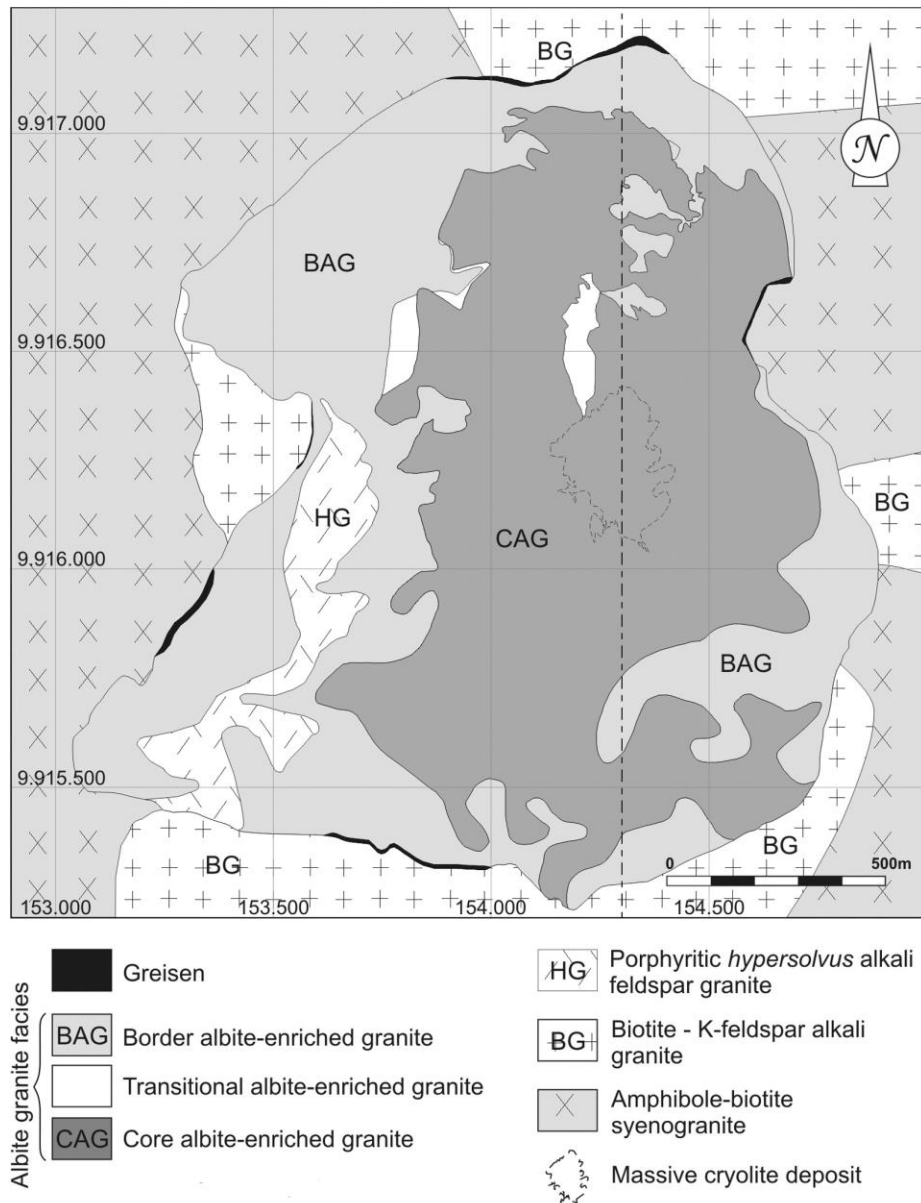 BG
N
9.917.000
BAG
9.916.500
HG
BG
CAG
9.916.000
BAG
9.915.500
BG
BG
0 500m
153.000 153.500 154.000 154.500
Greisen
BAG Border albite-enriched granite
Transitional albite-enriched granite
CAG Core albite-enriched granite
Albite granite facies
HG Porphyritic hypersolvus alkali
feldspar granite
BG Biotite - K-feldspar alkali
granite
Amphibole-biotite
syenogranite
Massive cryolite deposit